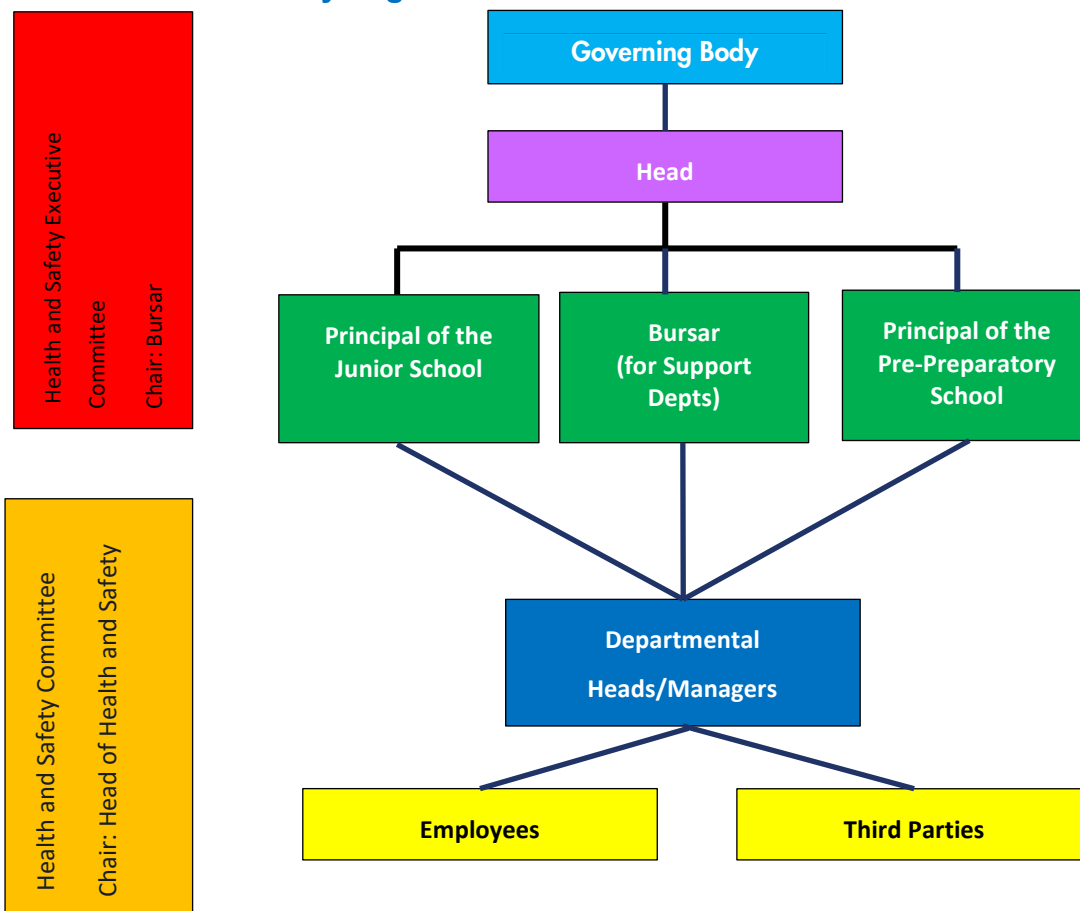 Governing Body
Head
Principal of the
Junior School
Bursar
(for Support
Depts)
Principal of the
Pre-Preparatory
School
Departmental
Heads/Managers
Employees
Third Parties
Health and Safety Executive
Committee
Chair: Bursar
Health and Safety Committee
Chair: Head of Health and Safety